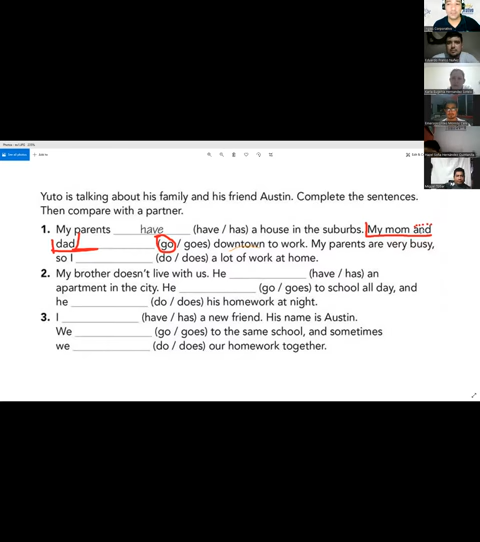 Yuto is talking about his family and his friend Austin. Complete the sentences.
Then compare with a partner.
1. My parents have (have / has) a house in the suburbs. My mom and
dad (go / goes) downtown to work. My parents are very busy,
so I (do / does) a lot of work at home.
2. My brother doesn't live with us. He (have / has) an
apartment in the city. He (go / goes) to school all day, and
he (do / does) his homework at night.
3. I (have / has) a new friend. His name is Austin.
We (go / goes) to the same school, and sometimes
we (do / does) our homework together.